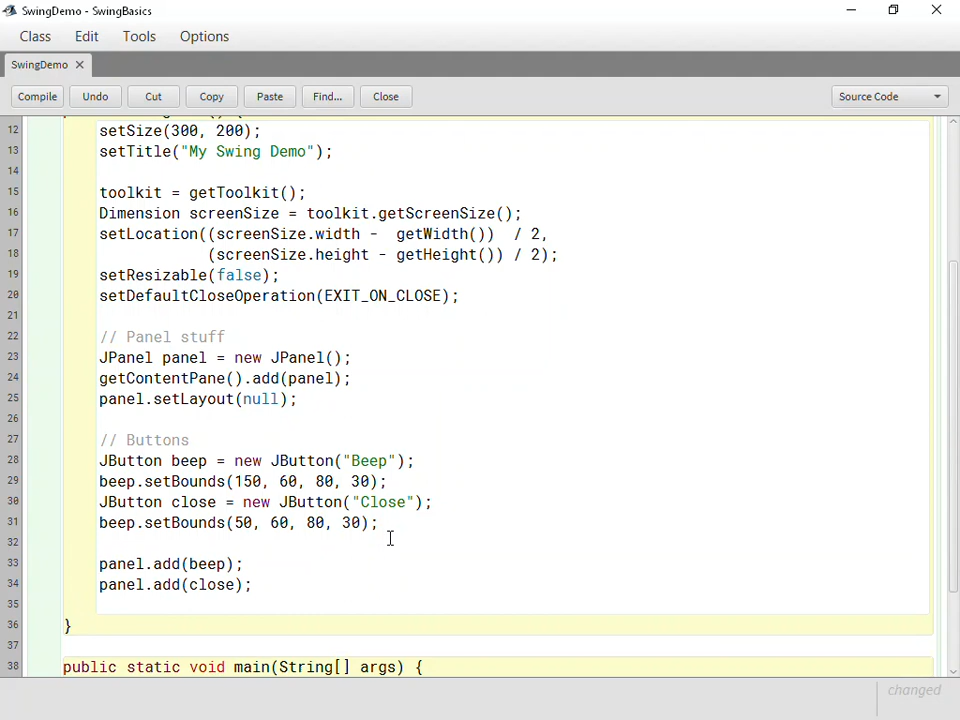 SwingDemo - SwingBasics
Class Edit Tools Options
SwingDemo ✕
Compile Undo Cut Copy Paste Find... Close Source Code
12 setSize(300, 200);
13 setTitle("My Swing Demo");
14
15 toolkit = getToolkit();
16 Dimension screenSize = toolkit.getScreenSize();
17 setLocation((screenSize.width -  getWidth())  / 2,
18 (screenSize.height - getHeight()) / 2);
19 setResizable(false);
20 setDefaultCloseOperation(EXIT_ON_CLOSE);
21
22 // Panel stuff
23 JPanel panel = new JPanel();
24 getContentPane().add(panel);
25 panel.setLayout(null);
26
27 // Buttons
28 JButton beep = new JButton("Beep");
29 beep.setBounds(150, 60, 80, 30);
30 JButton close = new JButton("Close");
31 beep.setBounds(50, 60, 80, 30);
32
33 panel.add(beep);
34 panel.add(close);
35
36 }
37
38 public static void main(String[] args) {
changed